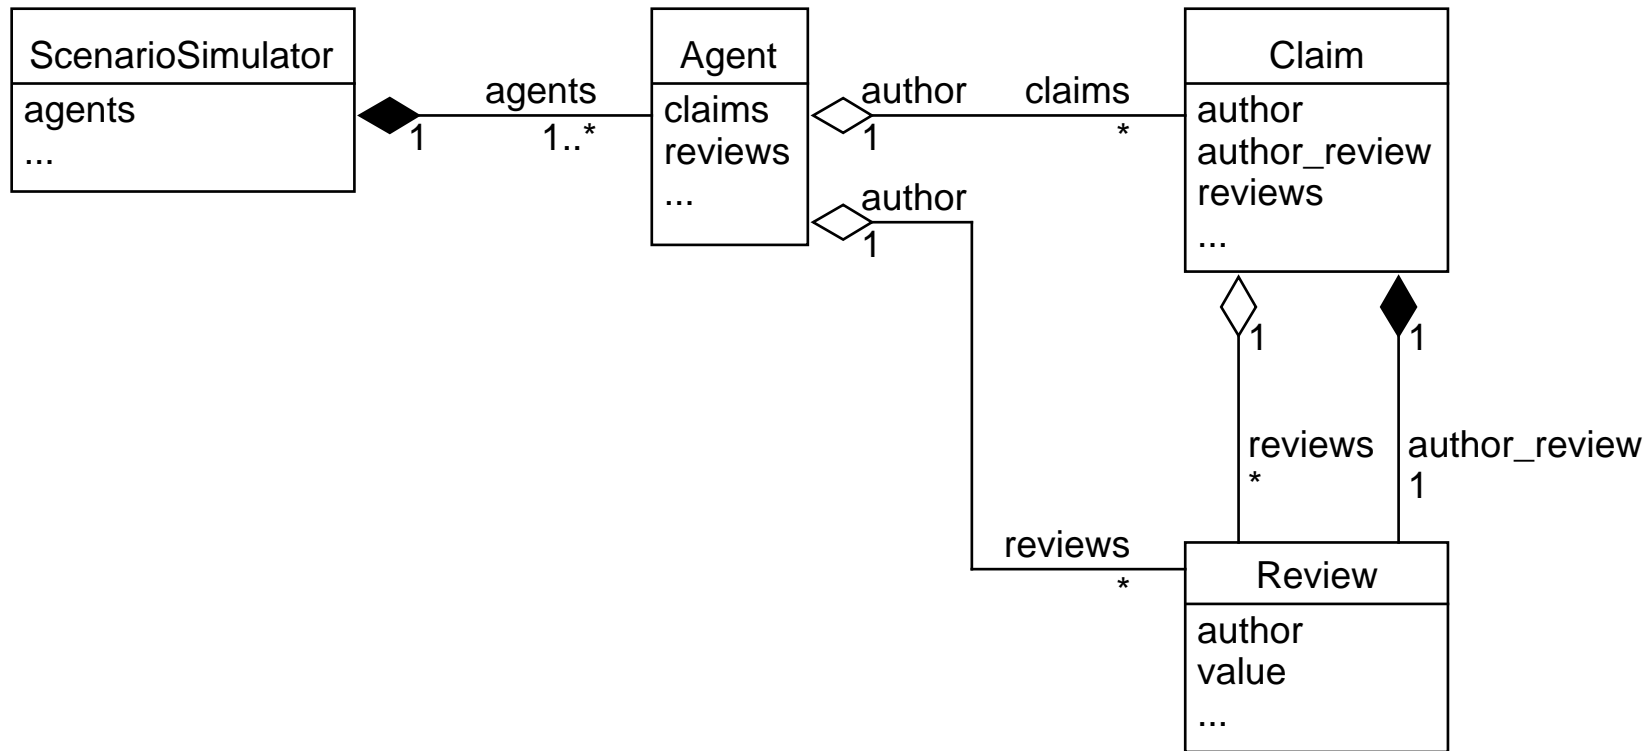 ScenarioSimulator
agents
...
agents
1
1..*
Agent
claims
reviews
...
author
1
claims
*
author
1
reviews
*
Claim
author
author_review
reviews
...
1
reviews
*
1
author_review
1
Review
author
value
...